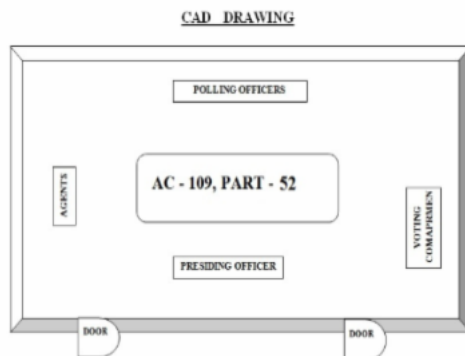 CAD DRAWING
POLLING OFFICERS
AGENTS
AC - 109, PART - 52
VOTING
COMAPRMEN
PRESIDING OFFICER
DOOR
DOOR